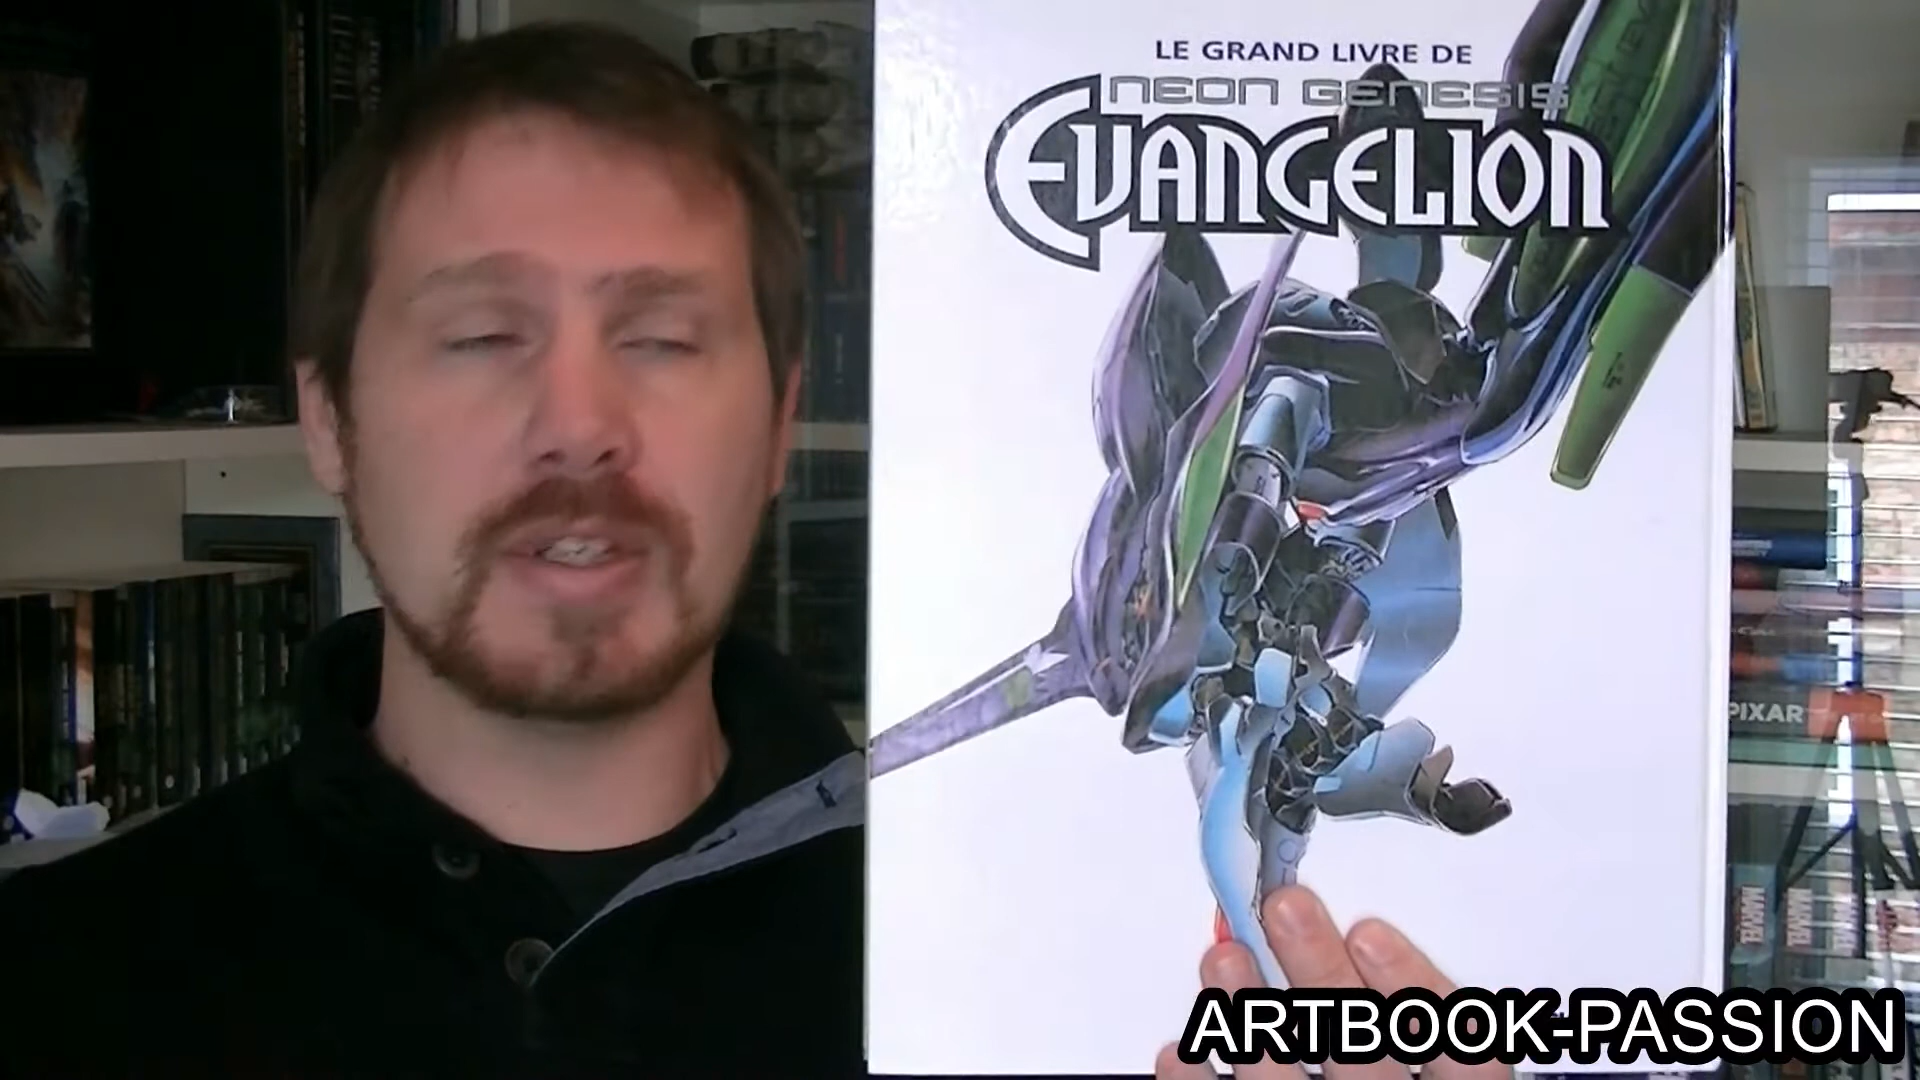 LE GRAND LIVRE DE
NEON GENESIS
EVANGELION
PIXAR
MARVEL
MARVEL
ARTBOOK-PASSION